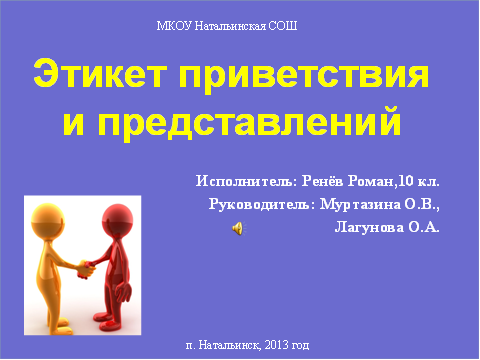 МКОУ Натальинская СОШ
Этикет приветствия
и представлений
Исполнитель: Ренёв Роман,10 кл.
Руководитель: Муртазина О.В.,
Лагунова О.А.
п. Натальинск, 2013 год